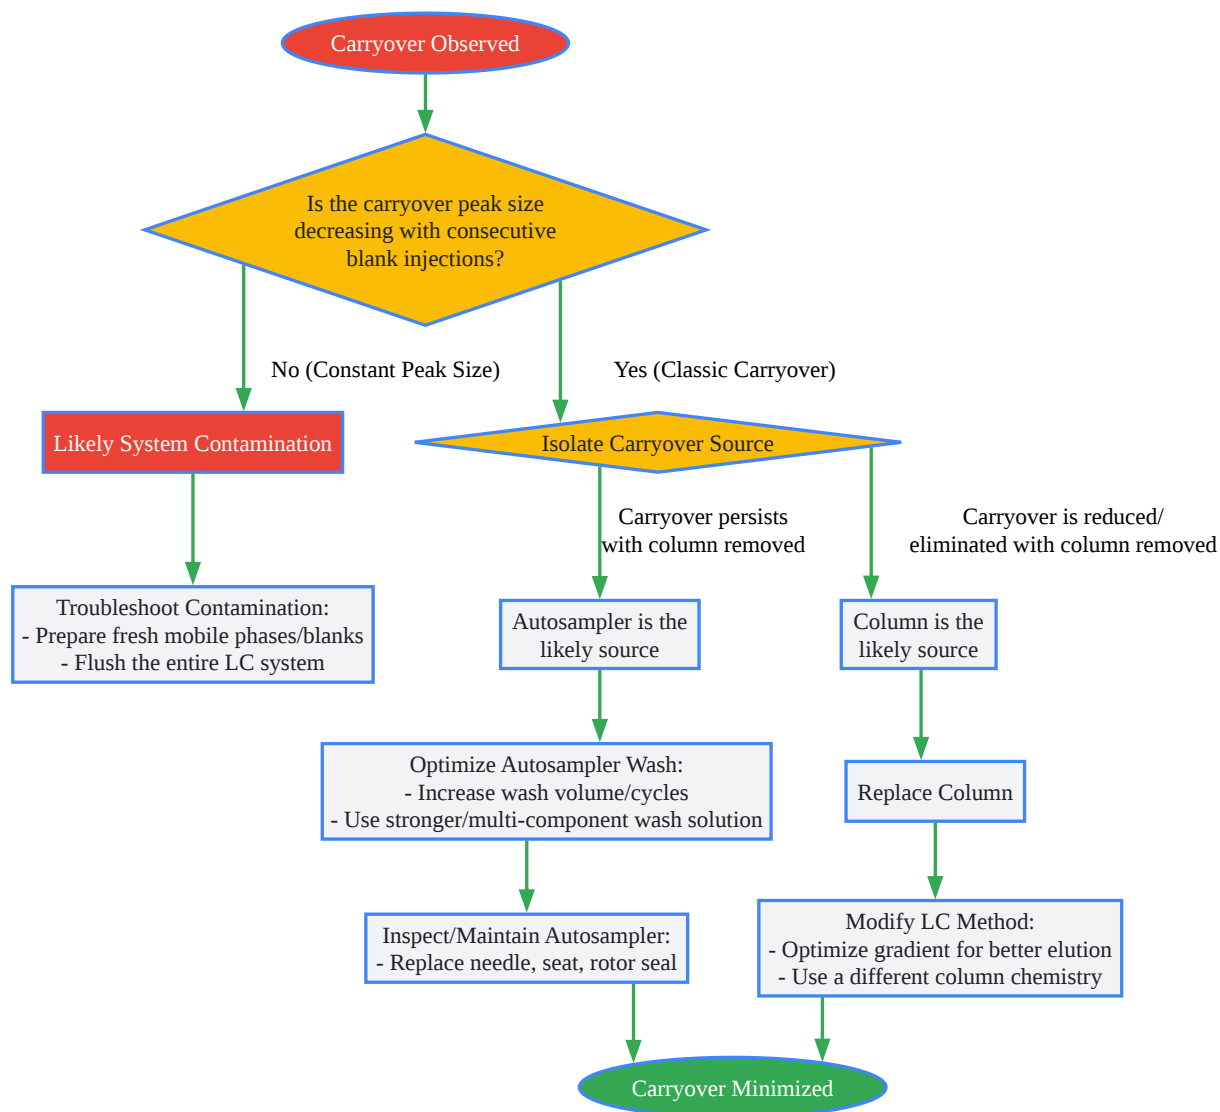 Carryover Observed
Is the carryover peak size
decreasing with consecutive
blank injections?
No (Constant Peak Size)
Yes (Classic Carryover)
Likely System Contamination
Isolate Carryover Source
Carryover persists
with column removed
Carryover is reduced/
eliminated with column removed
Troubleshoot Contamination:
- Prepare fresh mobile phases/blanks
- Flush the entire LC system
Autosampler is the
likely source
Column is the
likely source
Optimize Autosampler Wash:
- Increase wash volume/cycles
- Use stronger/multi-component wash solution
Replace Column
Inspect/Maintain Autosampler:
- Replace needle, seat, rotor seal
Modify LC Method:
- Optimize gradient for better elution
- Use a different column chemistry
Carryover Minimized